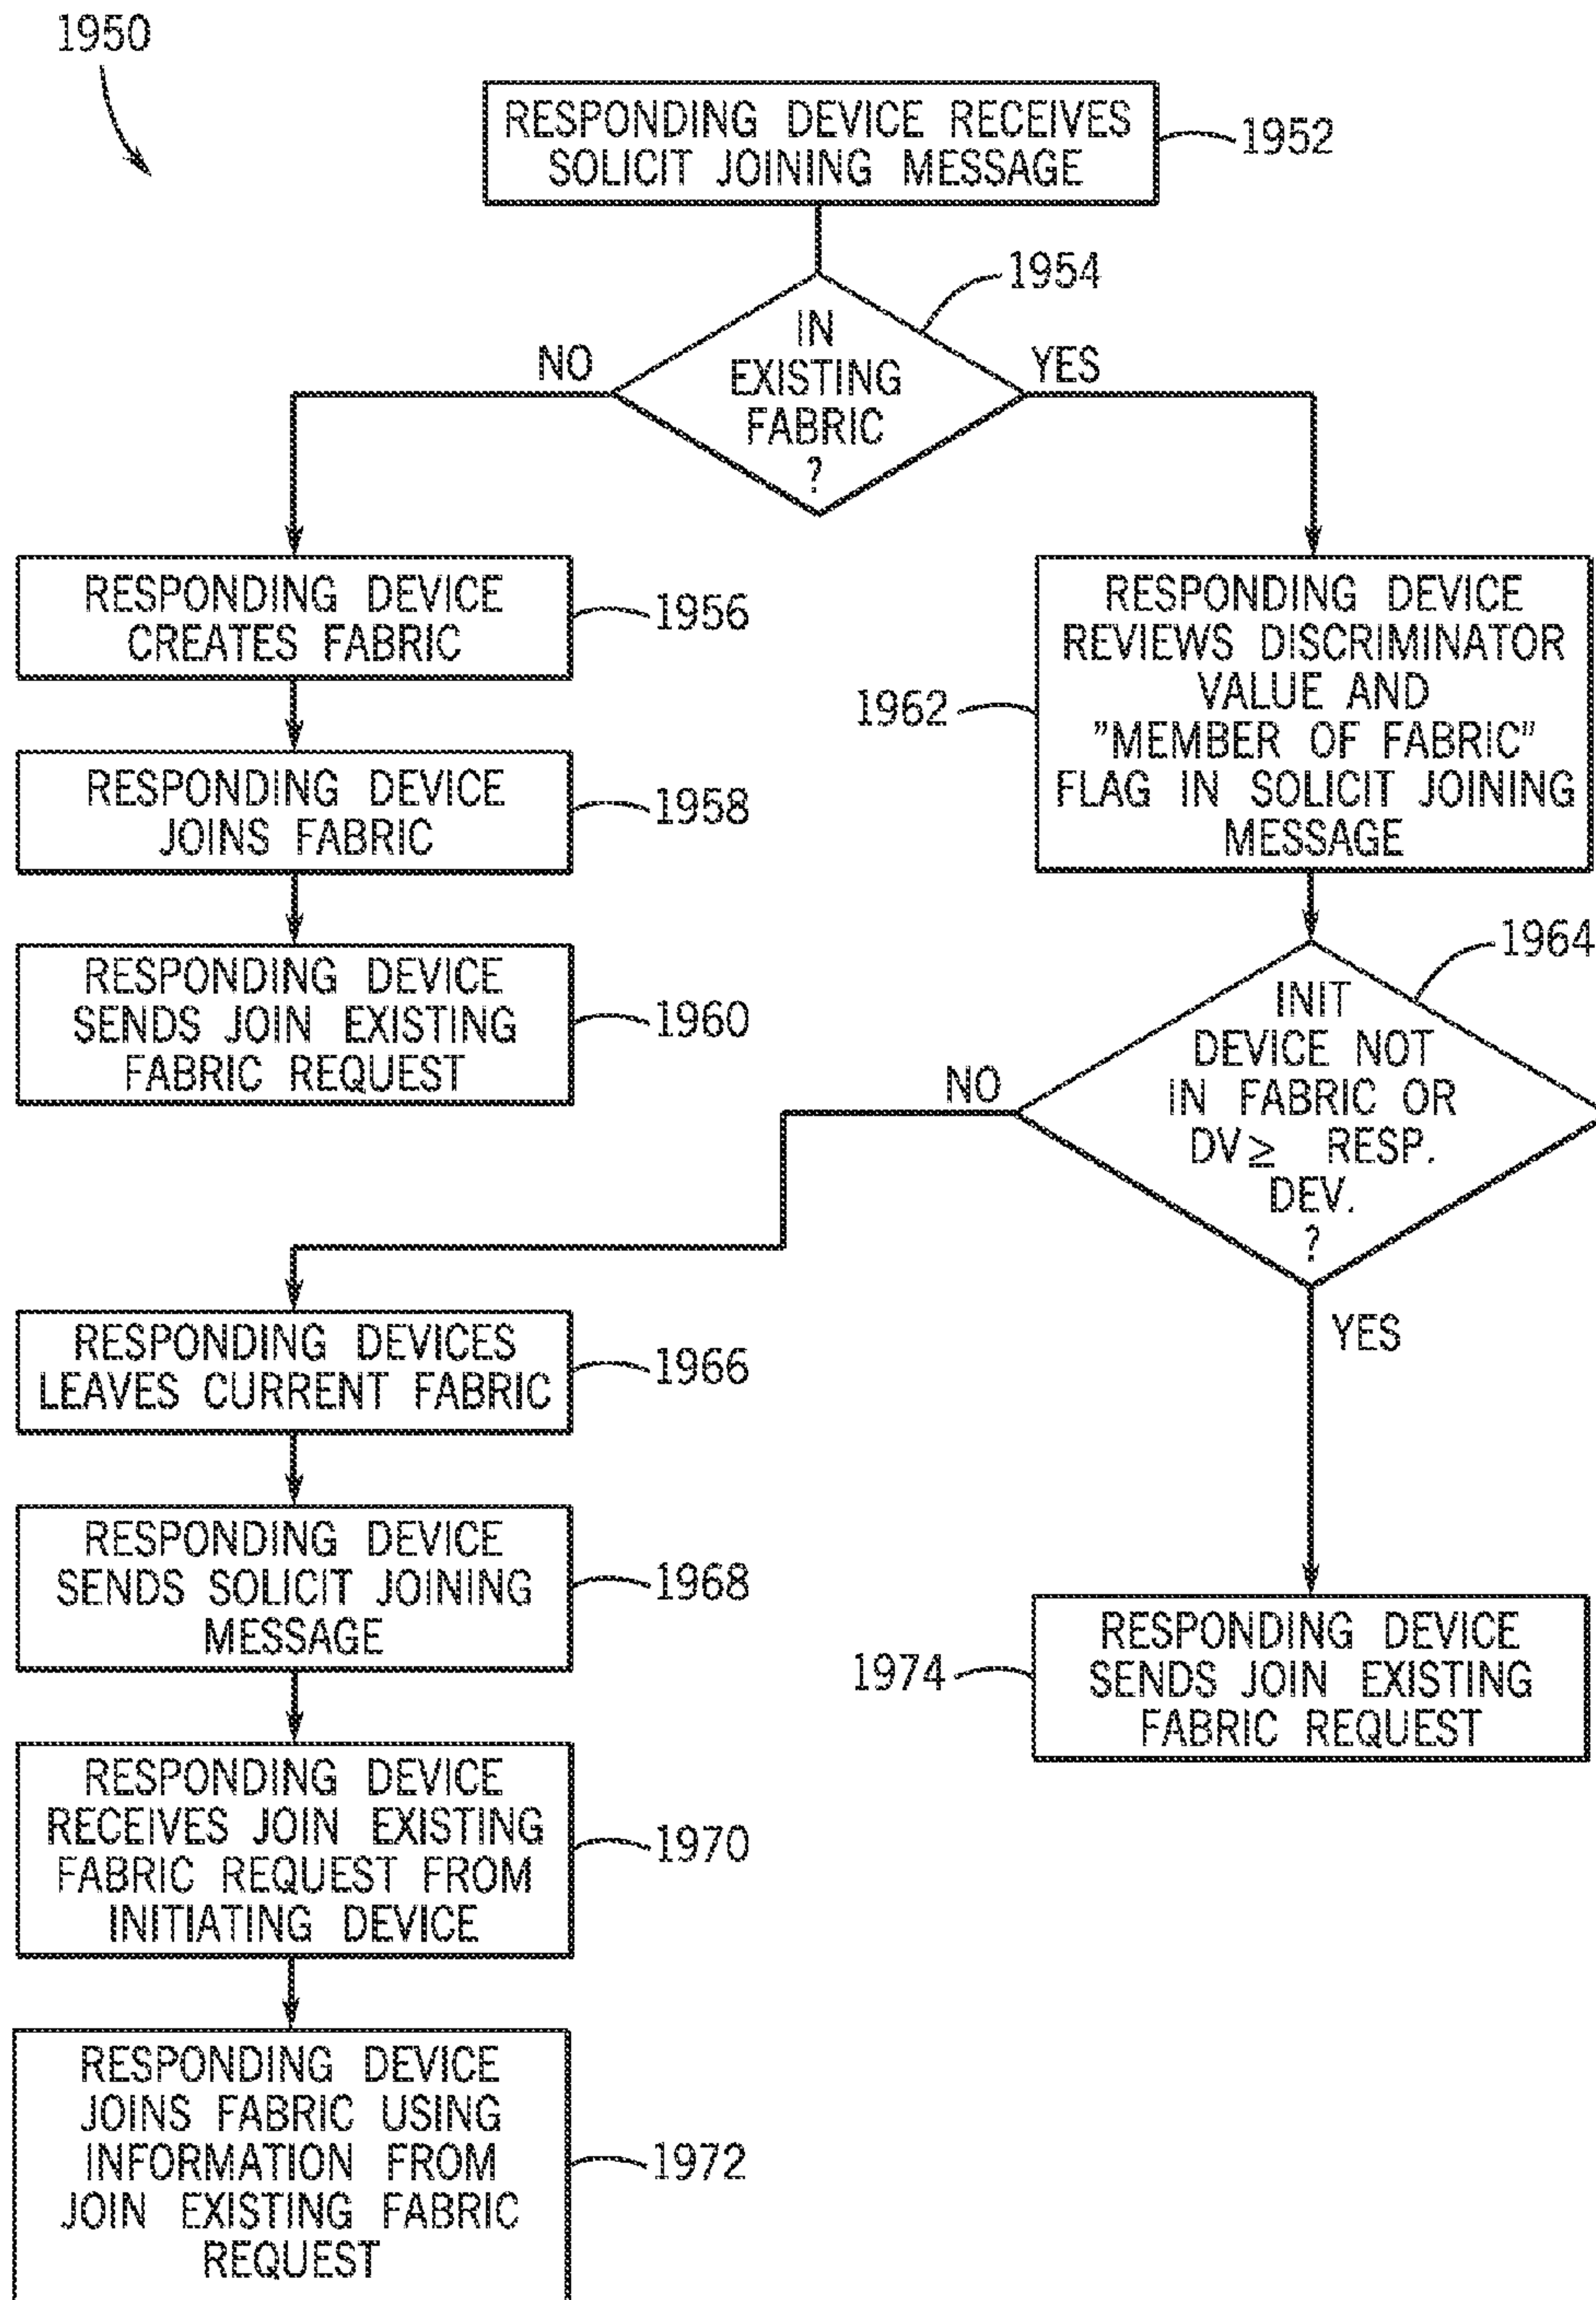 1950
RESPONDING DEVICE RECEIVES
SOLICIT JOINING MESSAGE
1952
1954
IN
EXISTING
FABRIC
?
NO
YES
RESPONDING DEVICE
CREATES FABRIC
1956
RESPONDING DEVICE
JOINS FABRIC
1958
RESPONDING DEVICE
SENDS JOIN EXISTING
FABRIC REQUEST
1960
RESPONDING DEVICE
REVIEWS DISCRIMINATOR
VALUE AND
"MEMBER OF FABRIC"
FLAG IN SOLICIT JOINING
MESSAGE
1962
1964
INIT
DEVICE NOT
IN FABRIC OR
DV≥ RESP.
DEV.
?
NO
YES
RESPONDING DEVICES
LEAVES CURRENT FABRIC
1966
RESPONDING DEVICE
SENDS SOLICIT JOINING
MESSAGE
1968
RESPONDING DEVICE
RECEIVES JOIN EXISTING
FABRIC REQUEST FROM
INITIATING DEVICE
1970
RESPONDING DEVICE
JOINS FABRIC USING
INFORMATION FROM
JOIN EXISTING FABRIC
REQUEST
1972
1974
RESPONDING DEVICE
SENDS JOIN EXISTING
FABRIC REQUEST